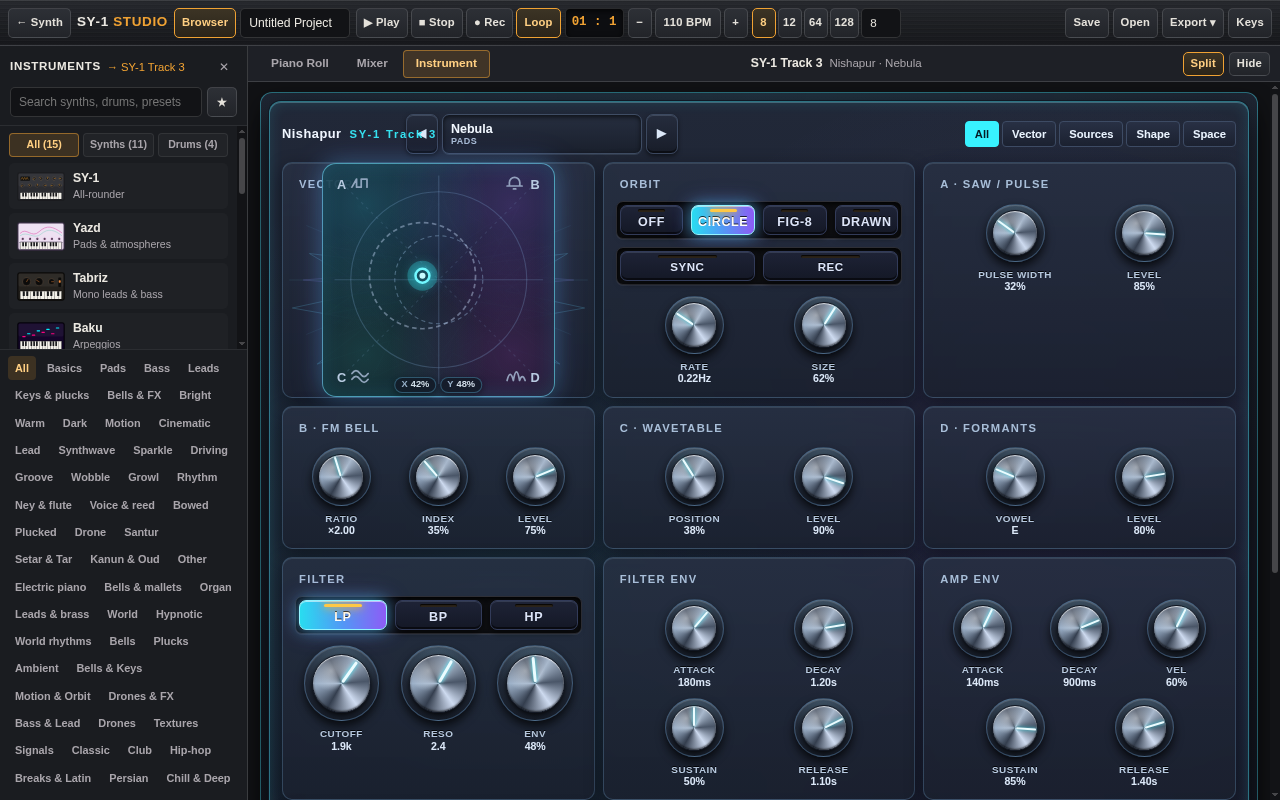 ← Synth SY-1 STUDIO Browser Untitled Project ▶ Play ■ Stop ● Rec Loop 01 : 1 − 110 BPM + 8 12 64 128 8 Save Open Export ▾ Keys
INSTRUMENTS → SY-1 Track 3 ✕
Search synths, drums, presets ★
All (15) Synths (11) Drums (4)
SY-1
All-rounder
Yazd
Pads & atmospheres
Tabriz
Mono leads & bass
Baku
Arpeggios
All Basics Pads Bass Leads
Keys & plucks Bells & FX Bright
Warm Dark Motion Cinematic
Lead Synthwave Sparkle Driving
Groove Wobble Growl Rhythm
Ney & flute Voice & reed Bowed
Plucked Drone Santur
Setar & Tar Kanun & Oud Other
Electric piano Bells & mallets Organ
Leads & brass World Hypnotic
World rhythms Bells Plucks
Ambient Bells & Keys
Motion & Orbit Drones & FX
Bass & Lead Drones Textures
Signals Classic Club Hip-hop
Breaks & Latin Persian Chill & Deep
Piano Roll Mixer Instrument SY-1 Track 3 Nishapur · Nebula Split Hide
Nishapur SY-1 Track 3 ◀ Nebula ▶ All Vector Sources Shape Space
PADS
A B
C D
X 42% Y 48%
ORBIT
OFF CIRCLE FIG-8 DRAWN
SYNC REC
RATE SIZE
0.22Hz 62%
A · SAW / PULSE
PULSE WIDTH LEVEL
32% 85%
B · FM BELL
RATIO INDEX LEVEL
×2.00 35% 75%
C · WAVETABLE
POSITION LEVEL
38% 90%
D · FORMANTS
VOWEL LEVEL
E 80%
FILTER
LP BP HP
CUTOFF RESO ENV
1.9k 2.4 48%
FILTER ENV
ATTACK DECAY
180ms 1.20s
SUSTAIN RELEASE
50% 1.10s
AMP ENV
ATTACK DECAY VEL
140ms 900ms 60%
SUSTAIN RELEASE
85% 1.40s